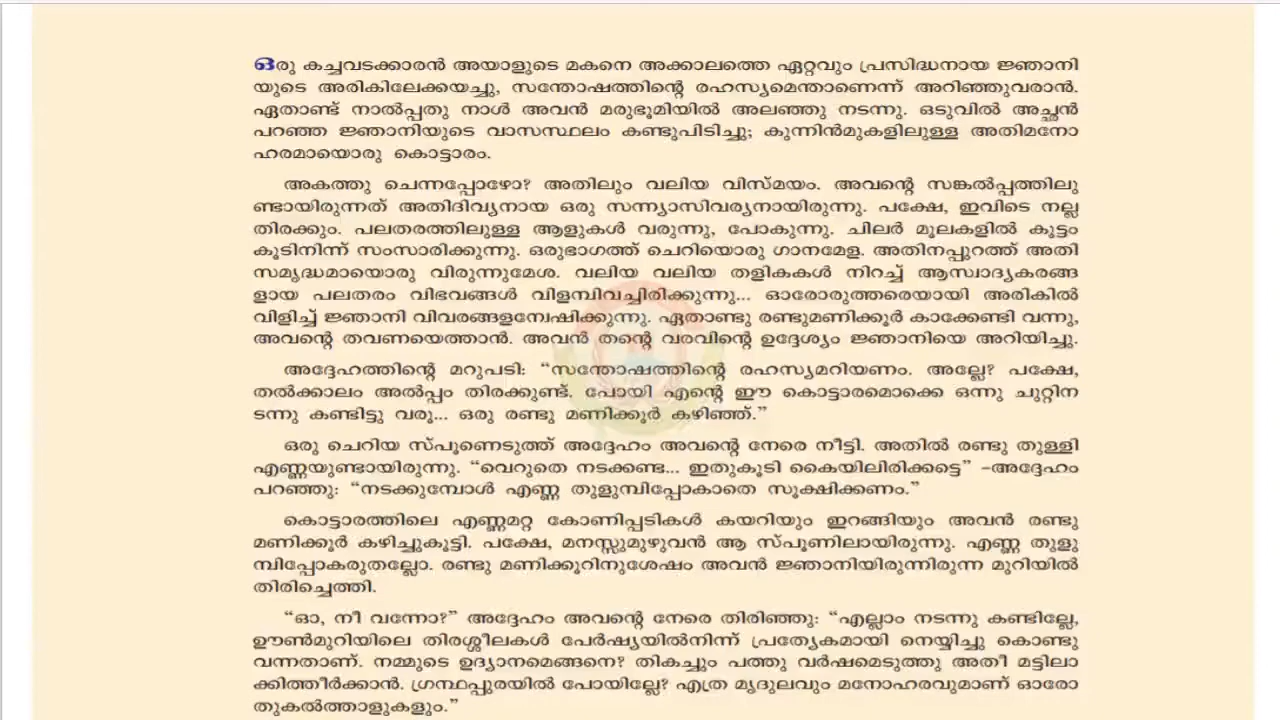 ഒരു കച്ചവടക്കാരൻ അയാളുടെ മകനെ അക്കാലത്തെ ഏറ്റവും പ്രസിദ്ധനായ ജ്ഞാനി
യുടെ അരികിലേക്കയച്ചു, സന്തോഷത്തിന്റെ രഹസ്യമെന്താണെന്ന് അറിഞ്ഞുവരാൻ.
ഏതാണ്ട് നാൽപ്പതു നാൾ അവൻ മരുഭൂമിയിൽ അലഞ്ഞു നടന്നു. ഒടുവിൽ അച്ഛൻ
പറഞ്ഞ ജ്ഞാനിയുടെ വാസസ്ഥലം കണ്ടുപിടിച്ചു; കുന്നിൻമുകളിലുള്ള അതിമനോ
ഹരമായൊരു കൊട്ടാരം.
അകത്തു ചെന്നപ്പോഴോ? അതിലും വലിയ വിസ്മയം. അവന്റെ സങ്കൽപ്പത്തിലു
ണ്ടായിരുന്നത് അതിദിവ്യനായ ഒരു സന്ന്യാസിവര്യനായിരുന്നു. പക്ഷേ, ഇവിടെ നല്ല
തിരക്കും. പലതരത്തിലുള്ള ആളുകൾ വരുന്നു, പോകുന്നു. ചിലർ മൂലകളിൽ കൂട്ടം
കൂടിനിന്ന് സംസാരിക്കുന്നു. ഒരുഭാഗത്ത് ചെറിയൊരു ഗാനമേള. അതിനപ്പുറത്ത് അതി
സമൃദ്ധമായൊരു വിരുന്നുമേശ. വലിയ വലിയ തളികകൾ നിറച്ച് ആസ്വാദ്യകരങ്ങ
ളായ പലതരം വിഭവങ്ങൾ വിളമ്പിവച്ചിരിക്കുന്നു... ഓരോരുത്തരെയായി അരികിൽ
വിളിച്ച് ജ്ഞാനി വിവരങ്ങളന്വേഷിക്കുന്നു. ഏതാണ്ടു രണ്ടുമണിക്കൂർ കാക്കേണ്ടി വന്നു,
അവന്റെ തവണയെത്താൻ. അവൻ തന്റെ വരവിന്റെ ഉദ്ദേശ്യം ജ്ഞാനിയെ അറിയിച്ചു.
അദ്ദേഹത്തിന്റെ മറുപടി: “സന്തോഷത്തിന്റെ രഹസ്യമറിയണം. അല്ലേ? പക്ഷേ,
തൽക്കാലം അൽപ്പം തിരക്കുണ്ട്. പോയി എന്റെ ഈ കൊട്ടാരമൊക്കെ ഒന്നു ചുറ്റിന
ടന്നു കണ്ടിട്ടു വരൂ... ഒരു രണ്ടു മണിക്കൂർ കഴിഞ്ഞ്.”
ഒരു ചെറിയ സ്പൂണെടുത്ത് അദ്ദേഹം അവന്റെ നേരെ നീട്ടി. അതിൽ രണ്ടു തുള്ളി
എണ്ണയുണ്ടായിരുന്നു. “വെറുതെ നടക്കണ്ട... ഇതുകൂടി കൈയിലിരിക്കട്ടെ” -അദ്ദേഹം
പറഞ്ഞു: “നടക്കുമ്പോൾ എണ്ണ തുളുമ്പിപ്പോകാതെ സൂക്ഷിക്കണം.”
കൊട്ടാരത്തിലെ എണ്ണമറ്റ കോണിപ്പടികൾ കയറിയും ഇറങ്ങിയും അവൻ രണ്ടു
മണിക്കൂർ കഴിച്ചുകൂട്ടി. പക്ഷേ, മനസ്സുമുഴുവൻ ആ സ്പൂണിലായിരുന്നു. എണ്ണ തുളു
മ്പിപ്പോകരുതല്ലോ. രണ്ടു മണിക്കൂറിനുശേഷം അവൻ ജ്ഞാനിയിരുന്നിരുന്ന മുറിയിൽ
തിരിച്ചെത്തി.
“ഓ, നീ വന്നോ?” അദ്ദേഹം അവന്റെ നേരെ തിരിഞ്ഞു: “എല്ലാം നടന്നു കണ്ടില്ലേ,
ഊൺമുറിയിലെ തിരശ്ശീലകൾ പേർഷ്യയിൽനിന്ന് പ്രത്യേകമായി നെയ്യിച്ചു കൊണ്ടു
വന്നതാണ്. നമ്മുടെ ഉദ്യാനമെങ്ങനെ? തികച്ചും പത്തു വർഷമെടുത്തു അതീ മട്ടിലാ
ക്കിത്തീർക്കാൻ. ഗ്രന്ഥപ്പുരയിൽ പോയില്ലേ? എത്ര മൃദുലവും മനോഹരവുമാണ് ഓരോ
തുകൽത്താളുകളും.”